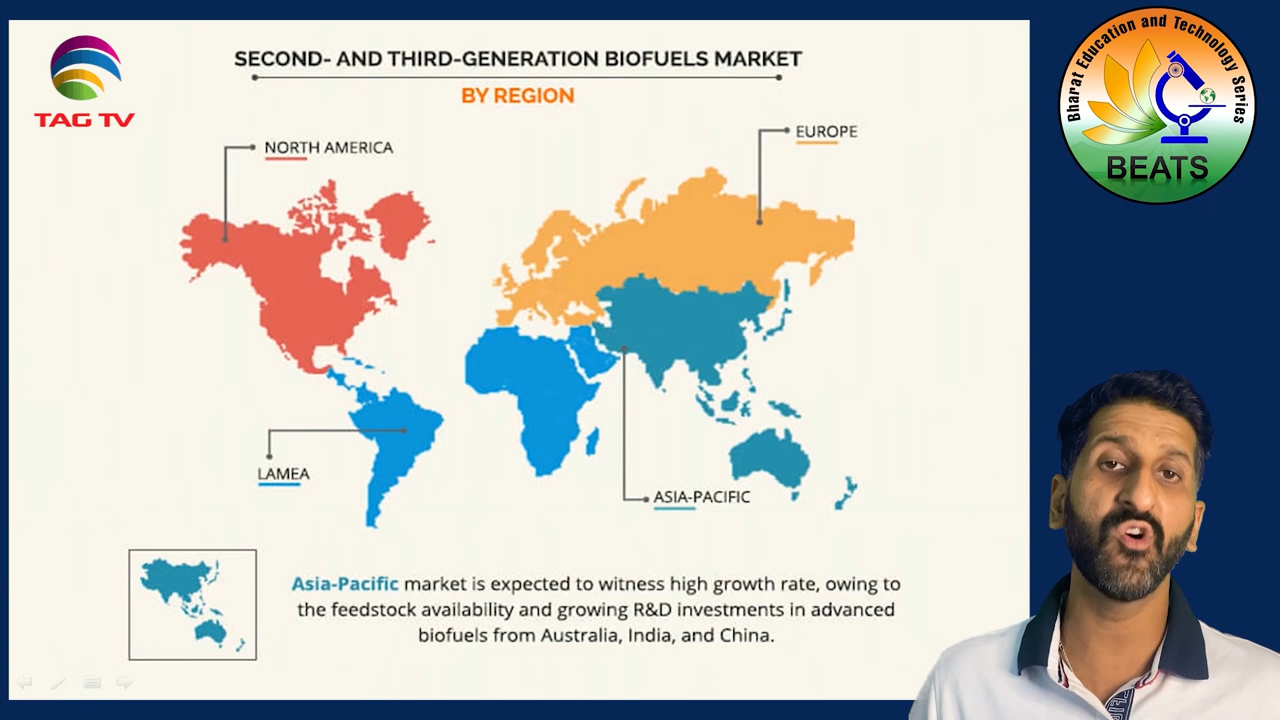 TAG TV
SECOND- AND THIRD-GENERATION BIOFUELS MARKET
BY REGION
NORTH AMERICA
EUROPE
LAMEA
ASIA-PACIFIC
Asia-Pacific market is expected to witness high growth rate, owing to
the feedstock availability and growing R&D investments in advanced
biofuels from Australia, India, and China.
Bharat Education and Technology Series
BEATS